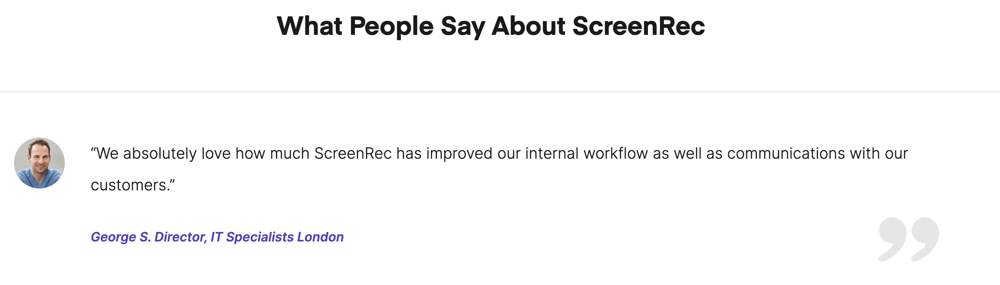 What People Say About ScreenRec
“We absolutely love how much ScreenRec has improved our internal workflow as well as communications with our
customers.”
George S. Director, IT Specialists London